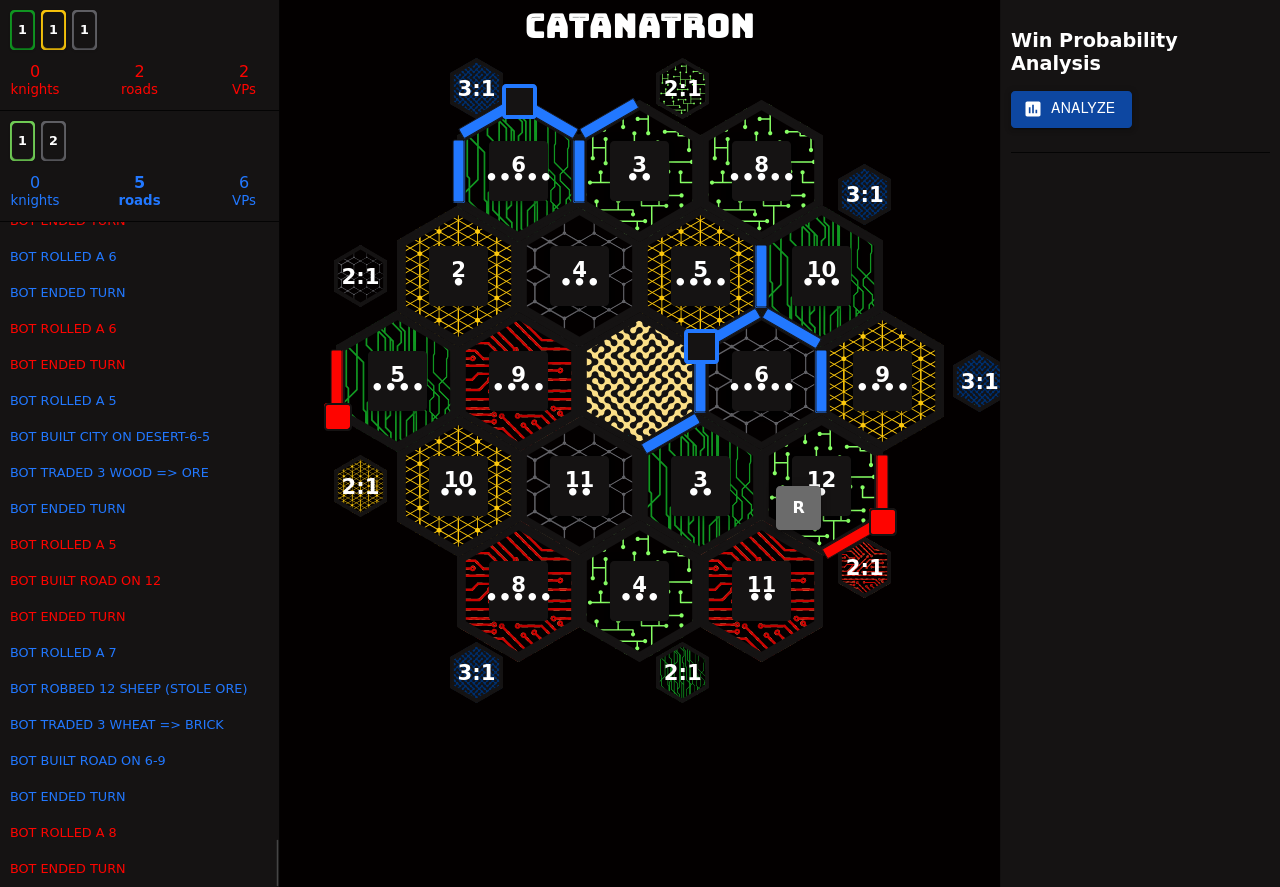 CATANATRON
1 1 1
0 2 2
knights roads VPs
1 2
0 5 6
knights roads VPs
BOT ENDED TURN
BOT ROLLED A 6
BOT ENDED TURN
BOT ROLLED A 6
BOT ENDED TURN
BOT ROLLED A 5
BOT BUILT CITY ON DESERT-6-5
BOT TRADED 3 WOOD => ORE
BOT ENDED TURN
BOT ROLLED A 5
BOT BUILT ROAD ON 12
BOT ENDED TURN
BOT ROLLED A 7
BOT ROBBED 12 SHEEP (STOLE ORE)
BOT TRADED 3 WHEAT => BRICK
BOT BUILT ROAD ON 6-9
BOT ENDED TURN
BOT ROLLED A 8
BOT ENDED TURN
3:1 2:1
6 3 8
3:1
2:1 2 4 5 10
5 9 6 9 3:1
2:1 10 11 3 12
R
2:1
8 4 11
3:1 2:1
Win Probability
Analysis
ANALYZE